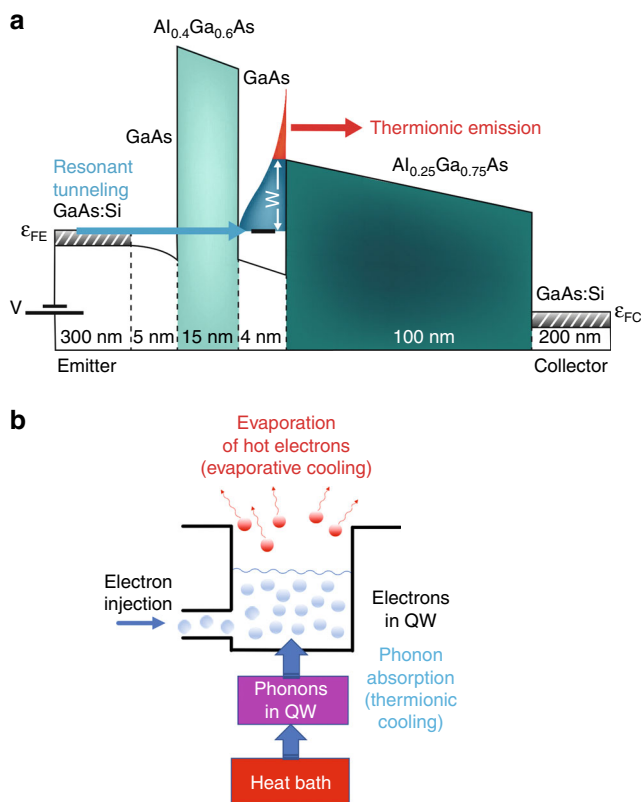 a
Al0.4Ga0.6As
GaAs
GaAs
Thermionic emission
Al0.25Ga0.75As
Resonant
tunneling
GaAs:Si
W
εFE
GaAs:Si
εFC
V
300 nm
5 nm
15 nm
4 nm
100 nm
200 nm
Emitter
Collector
b
Evaporation
of hot electrons
(evaporative cooling)
Electron
injection
Electrons
in QW
Phonon
absorption
(thermionic
cooling)
Phonons
in QW
Heat bath